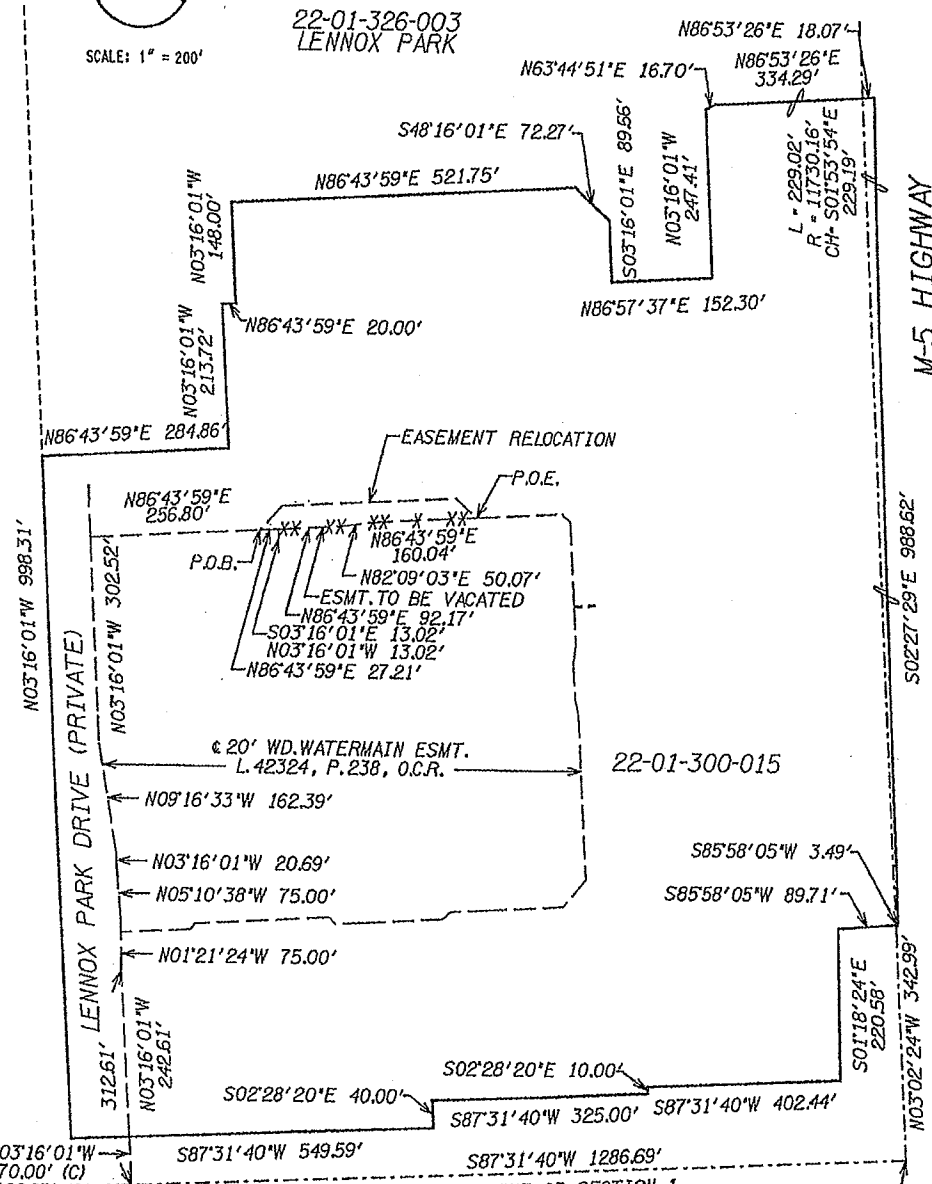 22-01-326-003
LENNOX PARK
SCALE: 1" = 200'
N86°53'26"E 18.07'
N63°44'51"E 16.70'
N86°53'26"E
334.29'
S48°16'01"E 72.27'
S03°16'01"E 89.56'
N03°16'01"W
247.41'
L = 229.02'
R = 11730.16'
CH= S01°53'54"E
229.19'
M-5 HIGHWAY
N86°43'59"E 521.75'
N03°16'01"W
148.00'
N86°57'37"E 152.30'
N86°43'59"E 20.00'
N03°16'01"W
213.72'
N86°43'59"E 284.86'
EASEMENT RELOCATION
P.O.E.
N86°43'59"E
256.80'
P.O.B.
N86°43'59"E
160.04'
N82°09'03"E 50.07'
ESMT. TO BE VACATED
N86°43'59"E 92.17'
S03°16'01"E 13.02'
N03°16'01"W 13.02'
N86°43'59"E 27.21'
N03°16'01"W 998.31'
N03°16'01"W 302.52'
S02°27'29"E 988.62'
LENNOX PARK DRIVE (PRIVATE)
℄ 20' WD. WATERMAIN ESMT.
L. 42324, P. 238, O.C.R.
22-01-300-015
N09°16'33"W 162.39'
N03°16'01"W 20.69'
N05°10'38"W 75.00'
S85°58'05"W 3.49'
S85°58'05"W 89.71'
N01°21'24"W 75.00'
312.61'
N03°16'01"W
242.61'
S01°18'24"E
220.58'
N03°02'24"W 342.99'
S02°28'20"E 40.00'
S02°28'20"E 10.00'
S87°31'40"W 325.00'
S87°31'40"W 402.44'
03°16'01"W
70.00' (C)
S87°31'40"W 549.59'
S87°31'40"W 1286.69'
OF SECTION 1